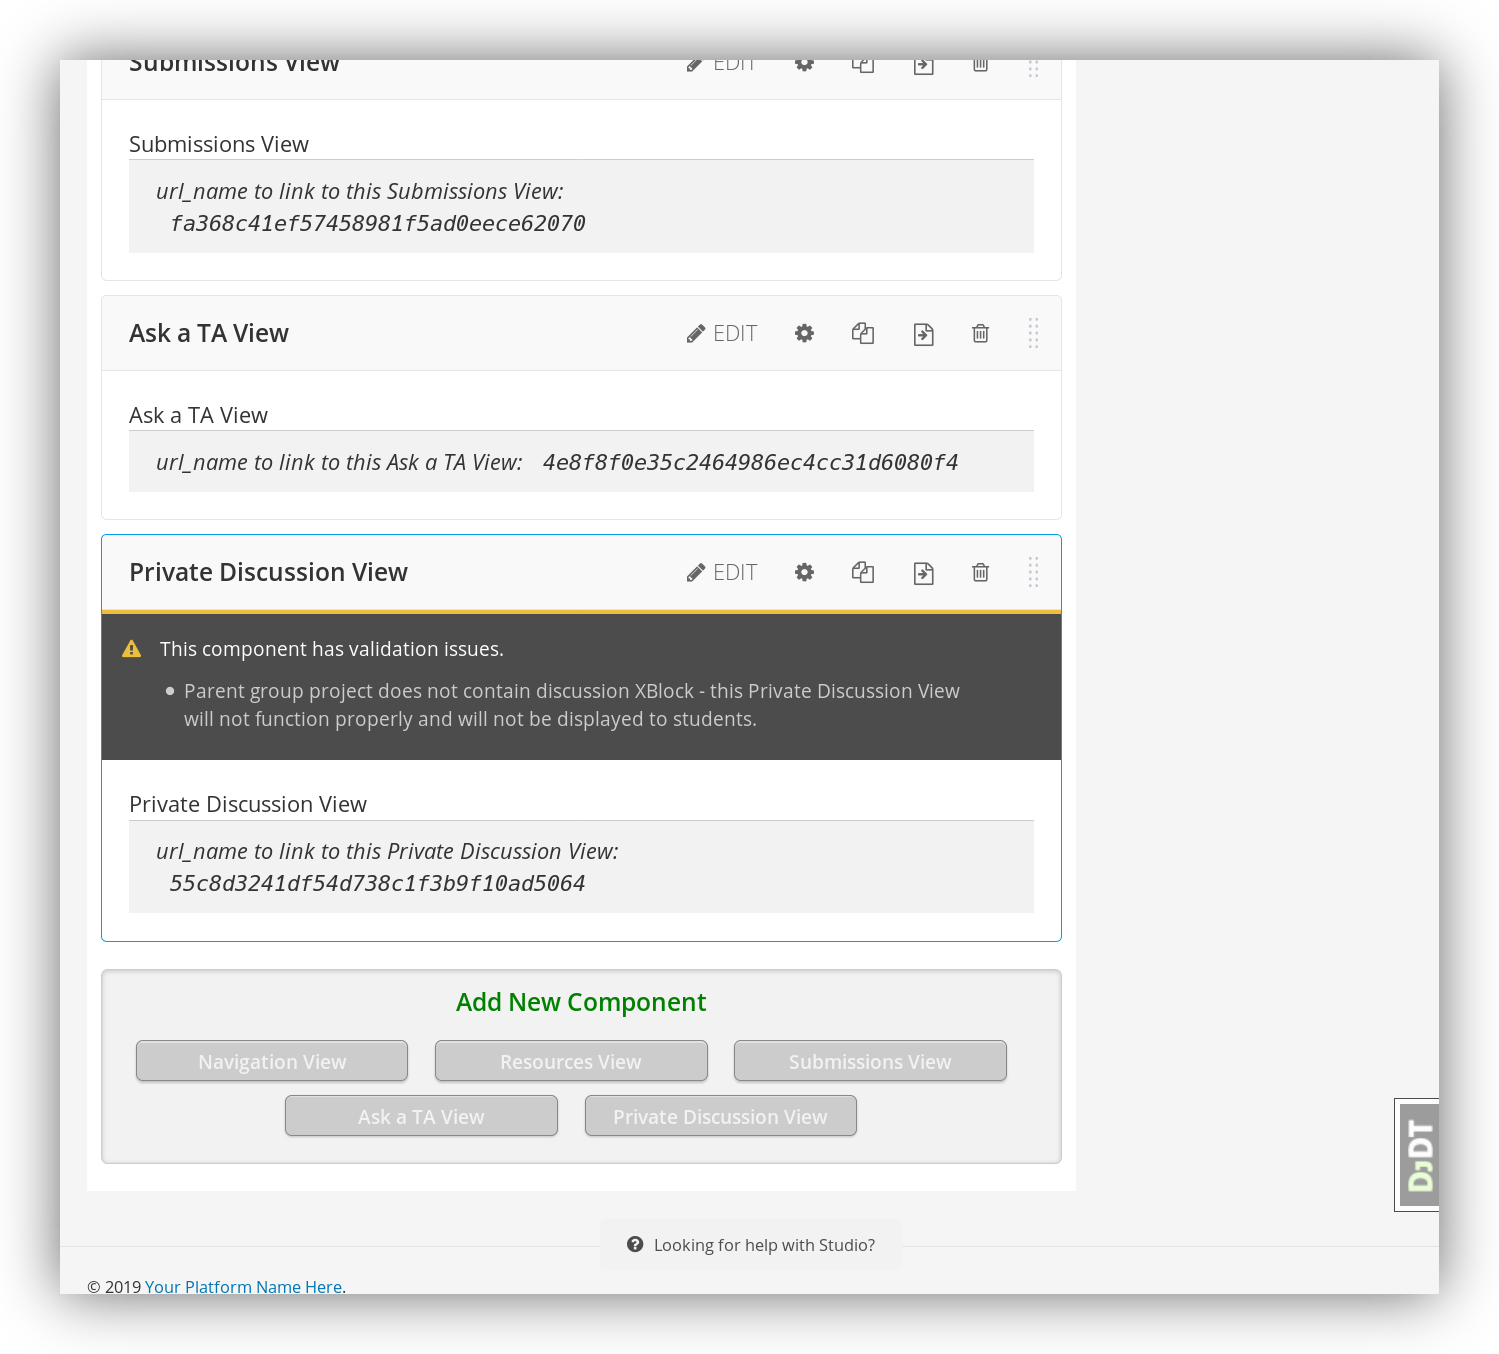 Submissions View EDIT
Submissions View
url_name to link to this Submissions View:
fa368c41ef57458981f5ad0eece62070
Ask a TA View EDIT
Ask a TA View
url_name to link to this Ask a TA View: 4e8f8f0e35c2464986ec4cc31d6080f4
Private Discussion View EDIT
This component has validation issues.
Parent group project does not contain discussion XBlock - this Private Discussion View
will not function properly and will not be displayed to students.
Private Discussion View
url_name to link to this Private Discussion View:
55c8d3241df54d738c1f3b9f10ad5064
Add New Component
Navigation View Resources View Submissions View
Ask a TA View Private Discussion View
DJDT
Looking for help with Studio?
© 2019 Your Platform Name Here.